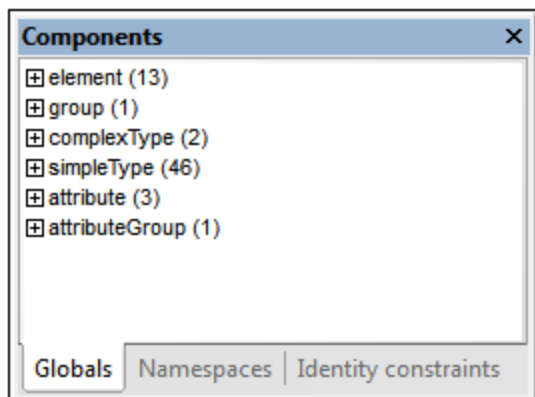 Components
element (13)
group (1)
complexType (2)
simpleType (46)
attribute (3)
attributeGroup (1)
Globals Namespaces Identity constraints